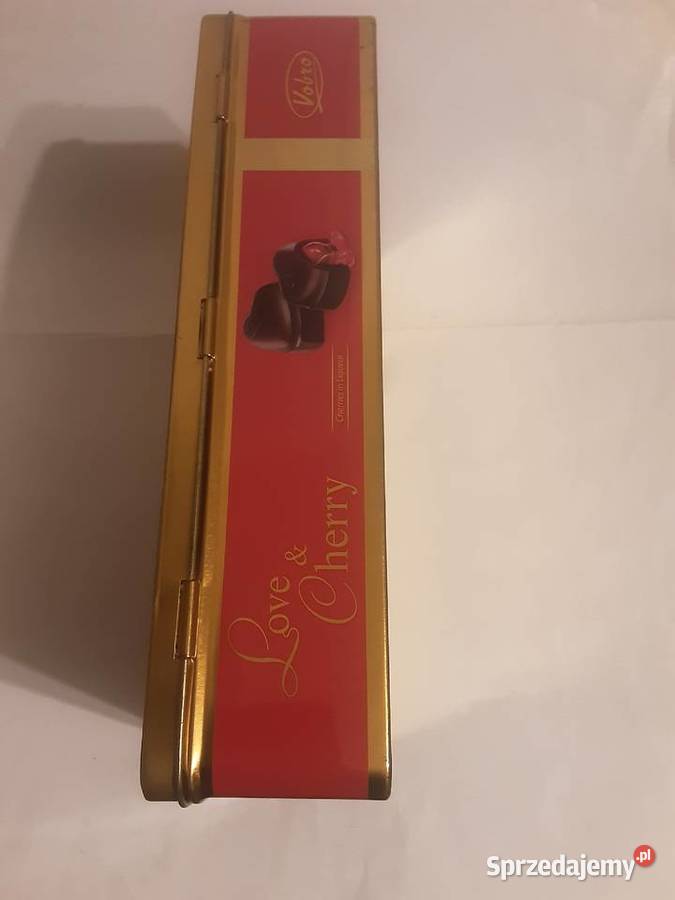 Vobro
Cherries in Liqueur
Love &
Cherry
Sprzedajemy.pl